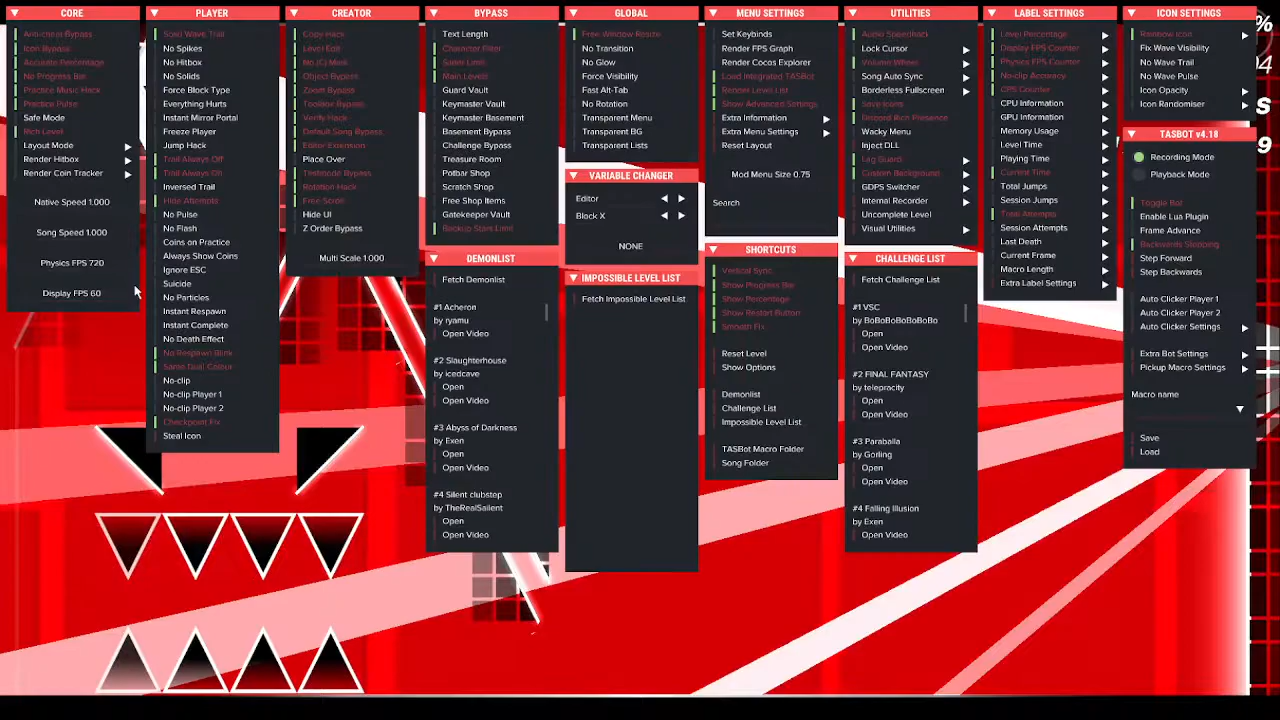 CORE
Anti-cheat Bypass
Icon Bypass
Accurate Percentage
No Progress Bar
Practice Music Hack
Practice Pulse
Safe Mode
Rich Level
Layout Mode
Render Hitbox
Render Coin Tracker
Native Speed 1.000
Song Speed 1.000
Physics FPS 720
Display FPS 60
PLAYER
Solid Wave Trail
No Spikes
No Hitbox
No Solids
Force Block Type
Everything Hurts
Instant Mirror Portal
Freeze Player
Jump Hack
Trail Always Off
Trail Always On
Inversed Trail
Hide Attempts
No Pulse
No Flash
Coins on Practice
Always Show Coins
Ignore ESC
Suicide
No Particles
Instant Respawn
Instant Complete
No Death Effect
No Respawn Blink
Same Dual Colour
No-clip
No-clip Player 1
No-clip Player 2
Checkpoint Fix
Steal Icon
CREATOR
Copy Hack
Level Edit
No (C) Mark
Object Bypass
Zoom Bypass
Toolbox Bypass
Verify Hack
Default Song Bypass
Editor Extension
Place Over
Testmode Bypass
Rotation Hack
Free Scroll
Hide UI
Z Order Bypass
Multi Scale 1.000
BYPASS
Text Length
Character Filter
Slider Limit
Main Levels
Guard Vault
Keymaster Vault
Keymaster Basement
Basement Bypass
Challenge Bypass
Treasure Room
Potbor Shop
Scratch Shop
Free Shop Items
Gatekeeper Vault
Backup Stars Limit
DEMONLIST
Fetch Demonlist
#1 Acheron
by ryamu
Open Video
#2 Slaughterhouse
by icedcave
Open
Open Video
#3 Abyss of Darkness
by Exen
Open
Open Video
#4 Silent clubstep
by TheRealSailent
Open
Open Video
GLOBAL
Free Window Resize
No Transition
No Glow
Force Visibility
Fast Alt-Tab
No Rotation
Transparent Menu
Transparent BG
Transparent Lists
VARIABLE CHANGER
Editor
Block X
NONE
IMPOSSIBLE LEVEL LIST
Fetch Impossible Level List
MENU SETTINGS
Set Keybinds
Render FPS Graph
Render Cocos Explorer
Load Integrated TASBot
Render Level List
Show Advanced Settings
Extra Information
Extra Menu Settings
Reset Layout
Mod Menu Size 0.75
Search
SHORTCUTS
Vertical Sync
Show Progress Bar
Show Percentage
Show Restart Button
Smooth Fix
Reset Level
Show Options
Demonlist
Challenge List
Impossible Level List
TASBot Macro Folder
Song Folder
UTILITIES
Audio Speedhack
Lock Cursor
Volume Wheel
Song Auto Sync
Borderless Fullscreen
Save Icons
Discord Rich Presence
Wacky Menu
Inject DLL
Lag Guard
Custom Background
GDPS Switcher
Internal Recorder
Uncomplete Level
Visual Utilities
CHALLENGE LIST
Fetch Challenge List
#1 VSC
by BoBoBoBoBoBoBo
Open
Open Video
#2 FINAL FANTASY
by telepracity
Open
Open Video
#3 Paraballa
by Gorling
Open
Open Video
#4 Falling Illusion
by Exen
Open Video
LABEL SETTINGS
Level Percentage
Display FPS Counter
Physics FPS Counter
No-clip Accuracy
CPS Counter
CPU Information
GPU Information
Memory Usage
Level Time
Playing Time
Current Time
Total Jumps
Session Jumps
Total Attempts
Session Attempts
Last Death
Current Frame
Macro Length
Extra Label Settings
ICON SETTINGS
Rainbow Icon
Fix Wave Visibility
No Wave Trail
No Wave Pulse
Icon Opacity
Icon Randomiser
TASBOT v4.18
Recording Mode
Playback Mode
Toggle Bot
Enable Lua Plugin
Frame Advance
Backwards Stepping
Step Forward
Step Backwards
Auto Clicker Player 1
Auto Clicker Player 2
Auto Clicker Settings
Extra Bot Settings
Pickup Macro Settings
Macro name
Save
Load